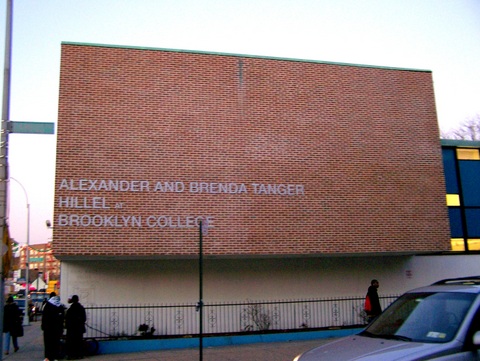 ALEXANDER AND BRENDA TANGER
HILLEL AT
BROOKLYN COLLEGE